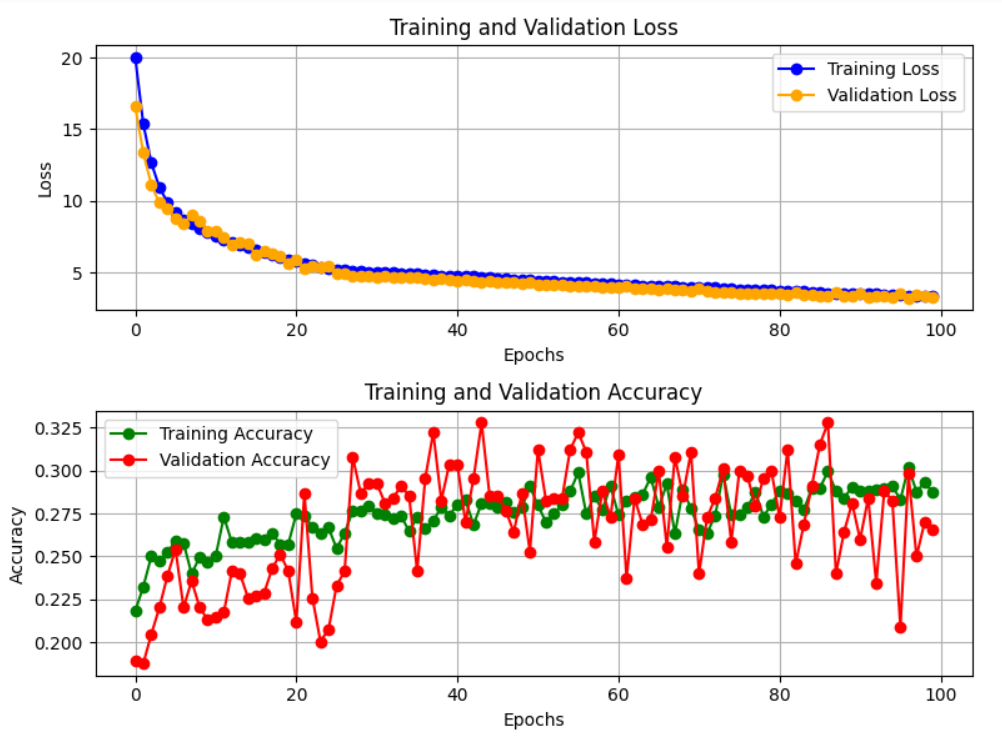 Training and Validation Loss
20
15
10
5
Loss
Training Loss
Validation Loss
0 20 40 60 80 100
Epochs
Training and Validation Accuracy
0.325
0.300
0.275
0.250
0.225
0.200
Accuracy
Training Accuracy
Validation Accuracy
0 20 40 60 80 100
Epochs